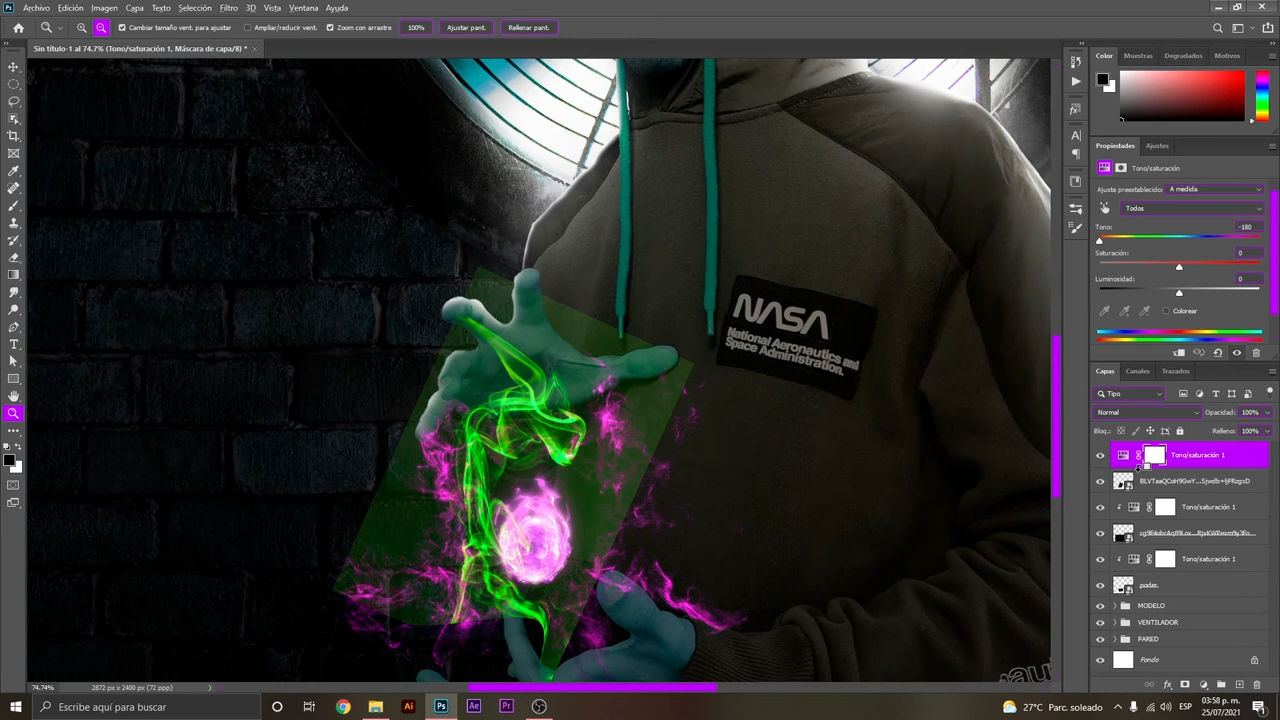 Archivo Edición Imagen Capa Texto Selección Filtro 3D Vista Ventana Ayuda
Cambiar tamaño vent. para ajustar Ampliar/reducir vent. Zoom con arrastre 100% Ajustar pant. Rellenar pant.
Sin título-1 al 74.7% (Tono/saturación 1, Máscara de capa/8) *
Color Muestras Degradados Motivos
Propiedades Ajustes
Tono/saturación
Ajuste preestablecido: A medida
Todos
Tono: -180
Saturación: 0
Luminosidad: 0
Colorear
NASA
National Aeronautics and
Space Administration.
Capas Canales Trazados
Tipo
Normal Opacidad: 100%
Bloq.: Relleno: 100%
Tono/saturación 1
Tono/saturación 1
Tono/saturación 1
poder
MODELO
VENTILADOR
PARED
Fondo
74.74% 2872 px x 2400 px (72 ppp)
Escribe aquí para buscar
Ai Ps Ae Pr
27°C Parc. soleado ESP 03:58 p. m.
25/07/2021